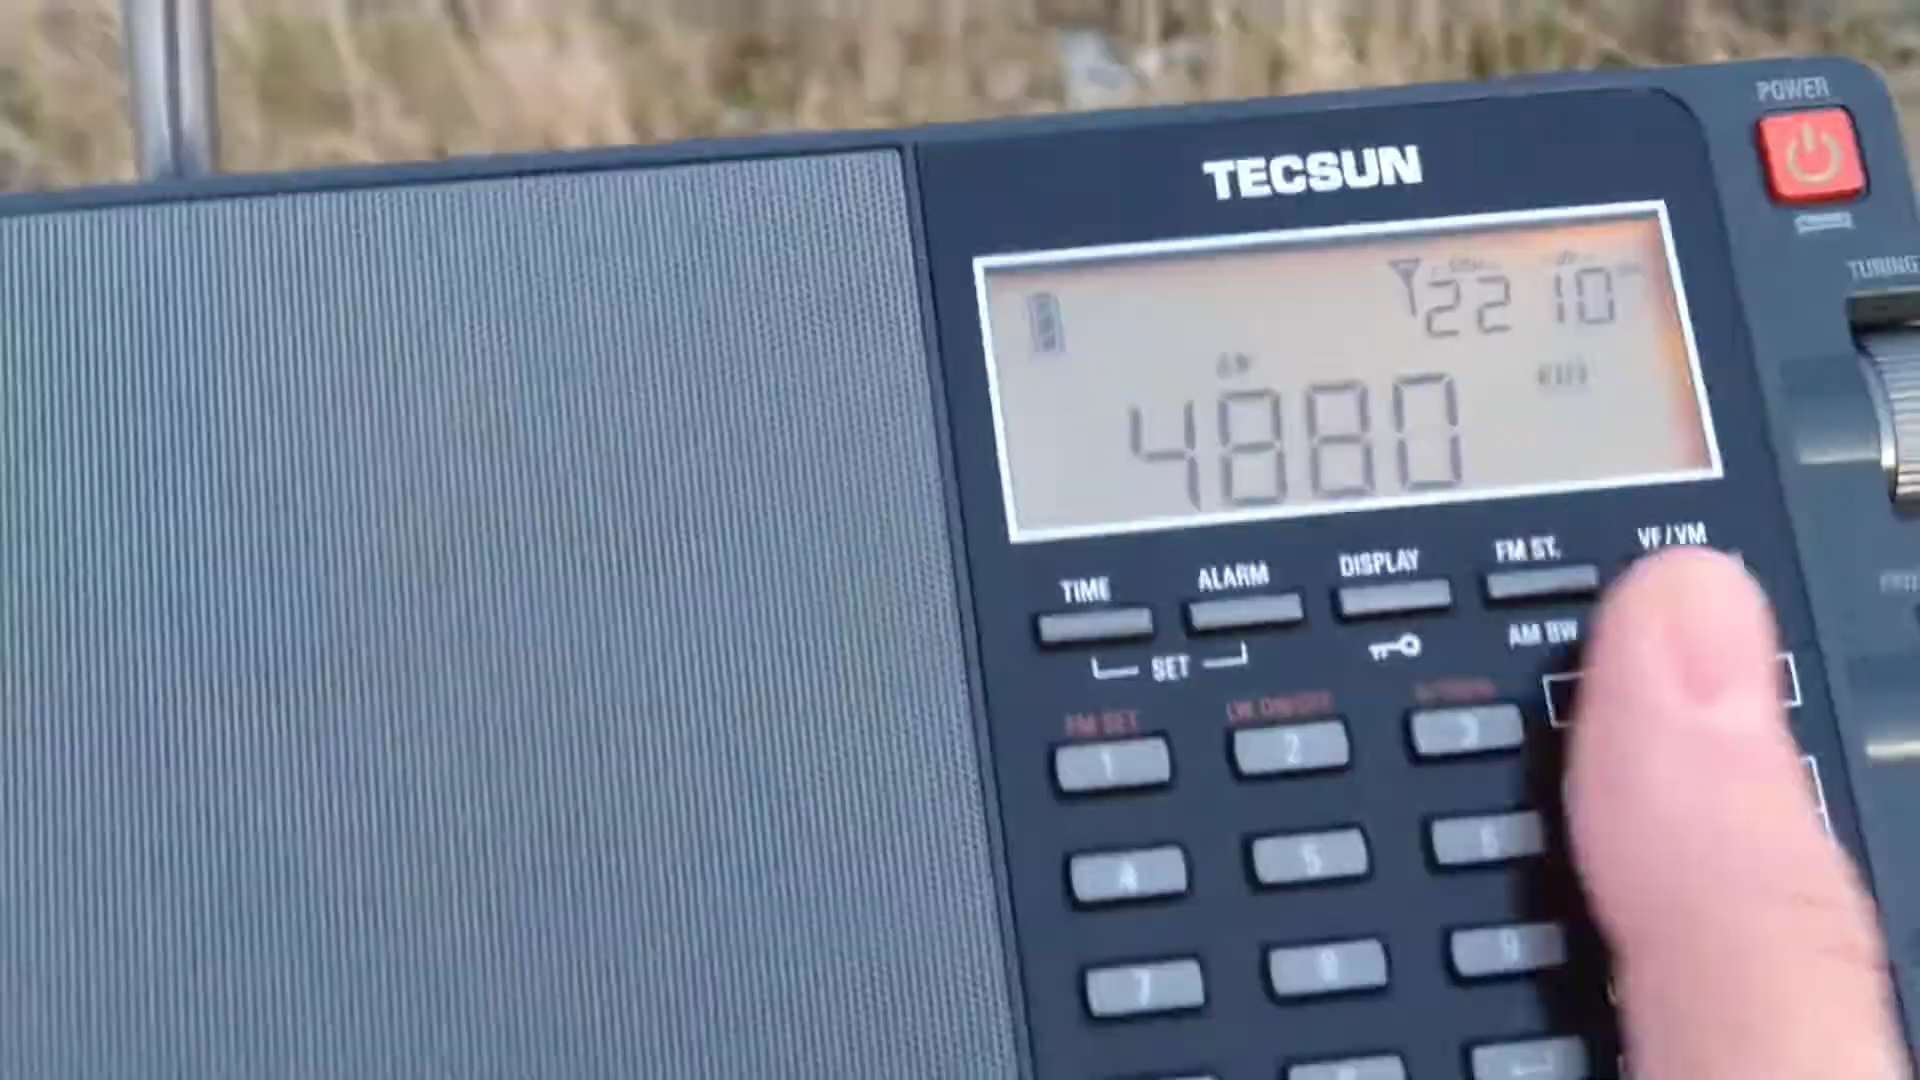 POWER
TECSUN
TUNING
22 10
SW
4880
VF/VM
FM ST.
DISPLAY
ALARM
TIME
AM BW
SET
FM SET
LW ON/OFF
1
2
3
4
5
6
7
8
9